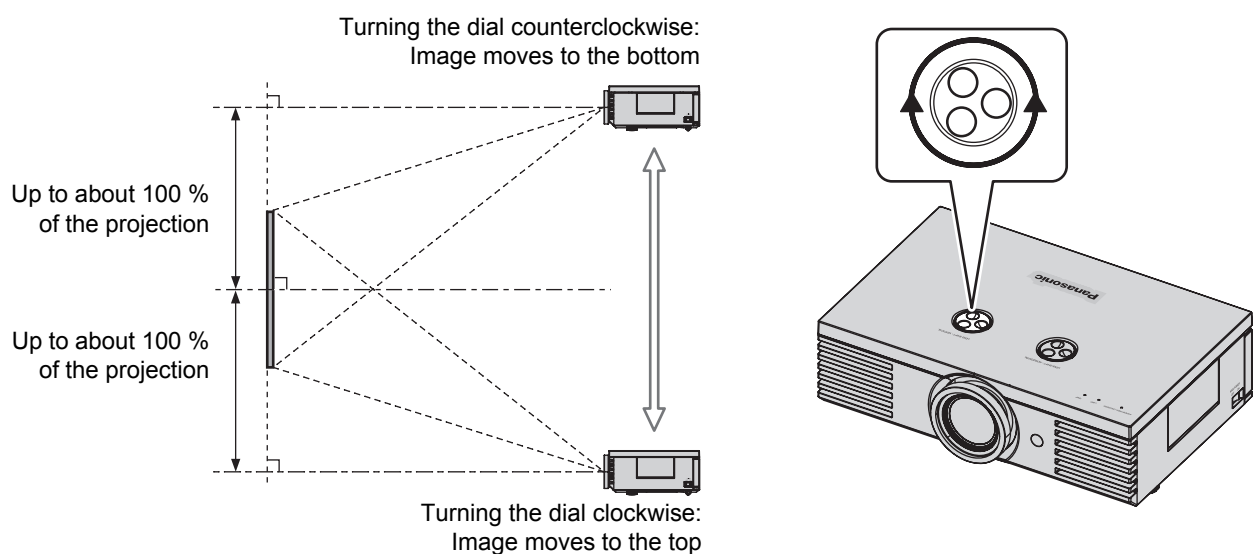 Turning the dial counterclockwise:
Image moves to the bottom
Up to about 100 %
of the projection
Up to about 100 %
of the projection
Turning the dial clockwise:
Image moves to the top
Panasonic